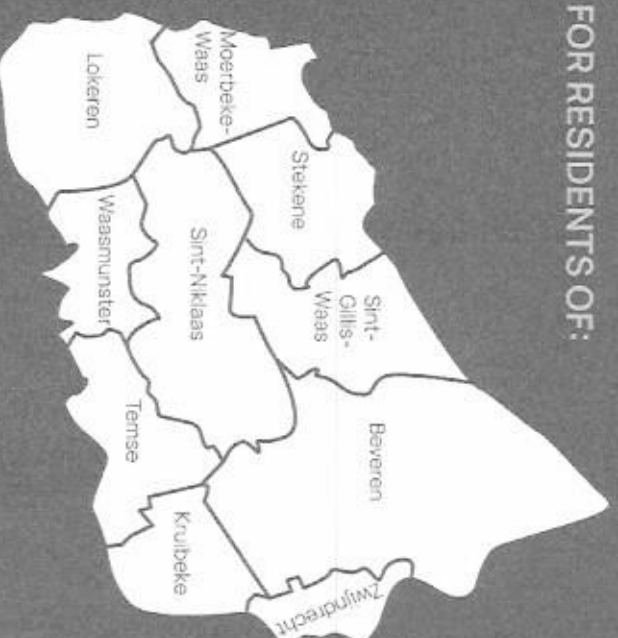 FOR RESIDENTS OF:
Sint-
Gillis-
Waas
Beveren
Zwijndrecht
Stekene
Moerbeke-
Waas
Sint-Niklaas
Kruibeke
Temse
Waasmunster
Lokeren